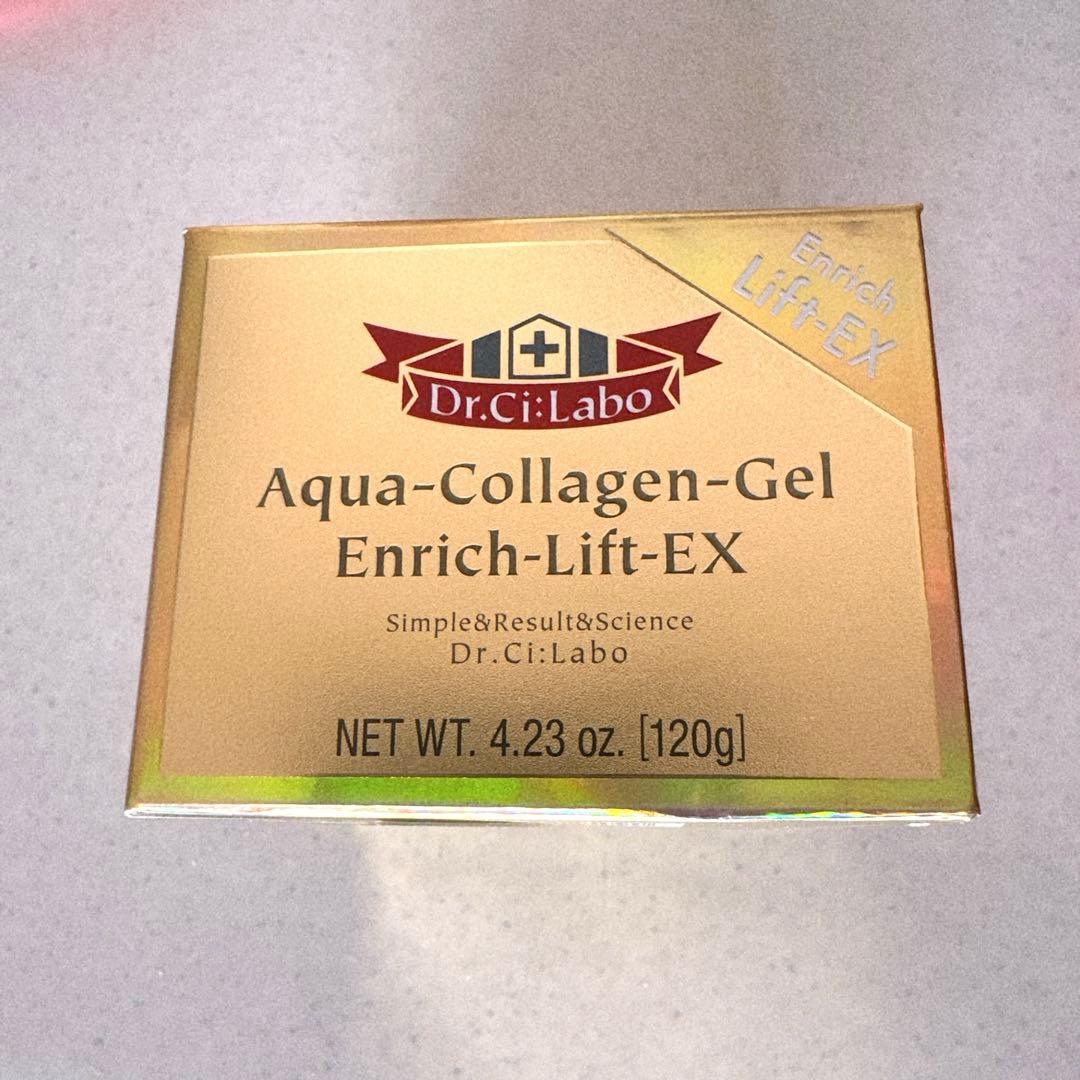 Enrich
Lift-EX
Dr.Ci:Labo
Aqua-Collagen-Gel
Enrich-Lift-EX
Simple&Result&Science
Dr.Ci:Labo
NET WT. 4.23 oz. [120g]